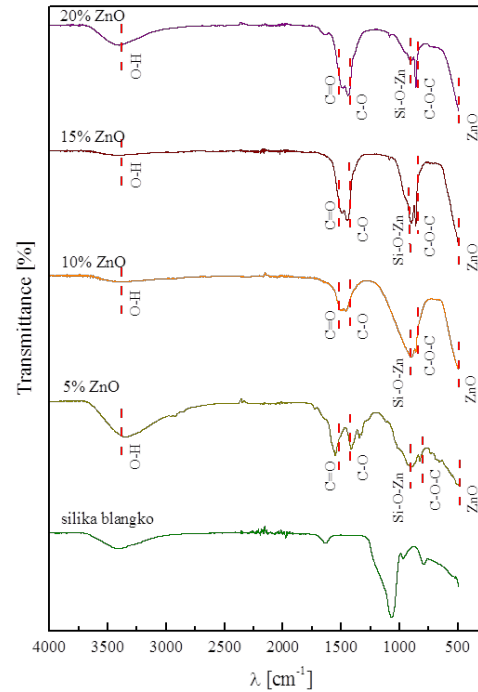 20% ZnO
O-H
C=O
C-O
Si-O-Zn
C-O-C
ZnO
15% ZnO
O-H
C=O
C-O
Si-O-Zn
C-O-C
ZnO
10% ZnO
O-H
C=O
C-O
Si-O-Zn
C-O-C
ZnO
5% ZnO
O-H
C=O
C-O
Si-O-Zn
C-O-C
ZnO
silika blangko
Transmittance [%]
4000 3500 3000 2500 2000 1500 1000 500
λ [cm⁻¹]